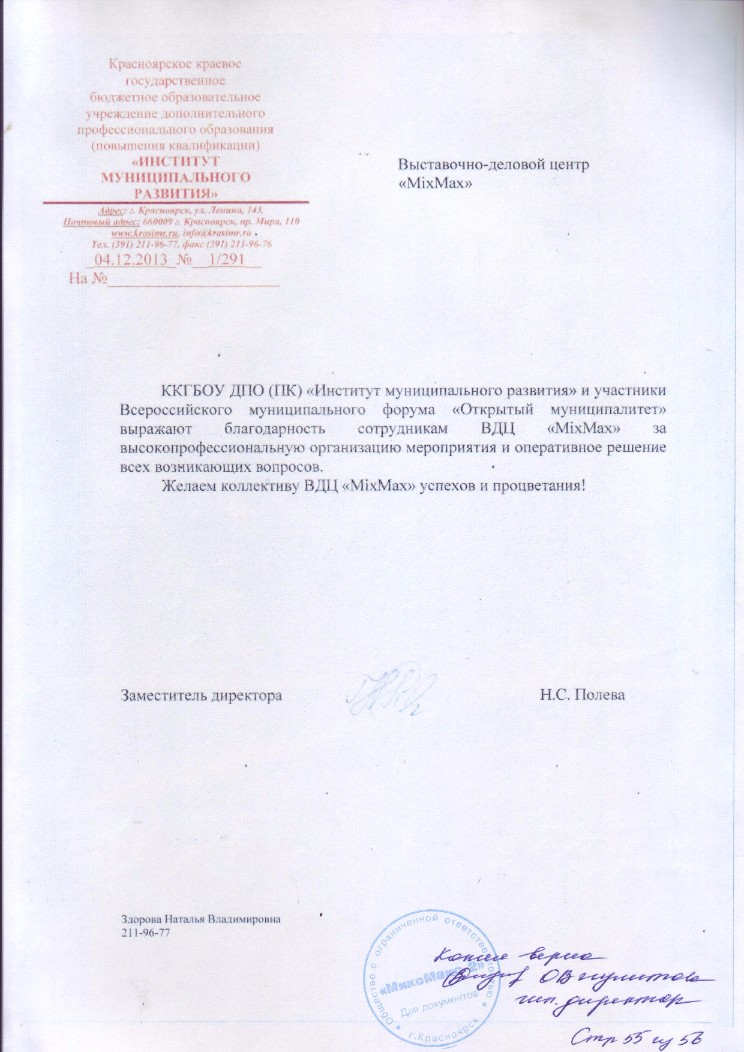 Красноярское краевое
государственное
бюджетное образовательное
учреждение дополнительного
профессионального образования
(повышения квалификации)
«ИНСТИТУТ
МУНИЦИПАЛЬНОГО
РАЗВИТИЯ»
Адрес: г. Красноярск, ул. Ленина, 143.
Почтовый адрес: 660009 г. Красноярск, пр. Мира, 110
www.krasimr.ru, info@krasimr.ru
Тел. (391) 211-96-77, факс (391) 211-96-76
04.12.2013 № 1/291
На №
Выставочно-деловой центр
«MixMax»
ККГБОУ ДПО (ПК) «Институт муниципального развития» и участники
Всероссийского муниципального форума «Открытый муниципалитет»
выражают благодарность сотрудникам ВДЦ «MixMax» за
высокопрофессиональную организацию мероприятия и оперативное решение
всех возникающих вопросов.
Желаем коллективу ВДЦ «MixMax» успехов и процветания!
Заместитель директора
Н.С. Полева
Здорова Наталья Владимировна
211-96-77
Общество с ограниченной ответственностью
Для документов
г.Красноярск
копия верна
директор
Стр 55 из 56